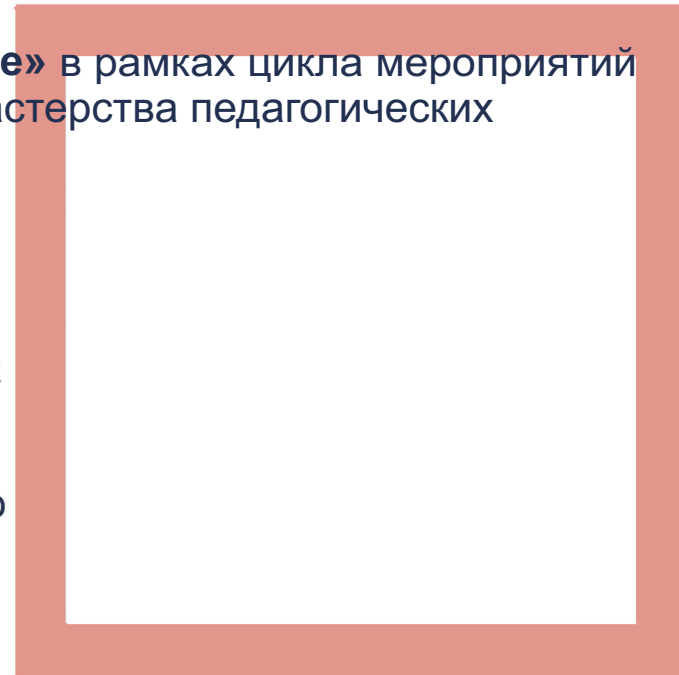 е» в рамках цикла мероприятий
астерства педагогических
ю